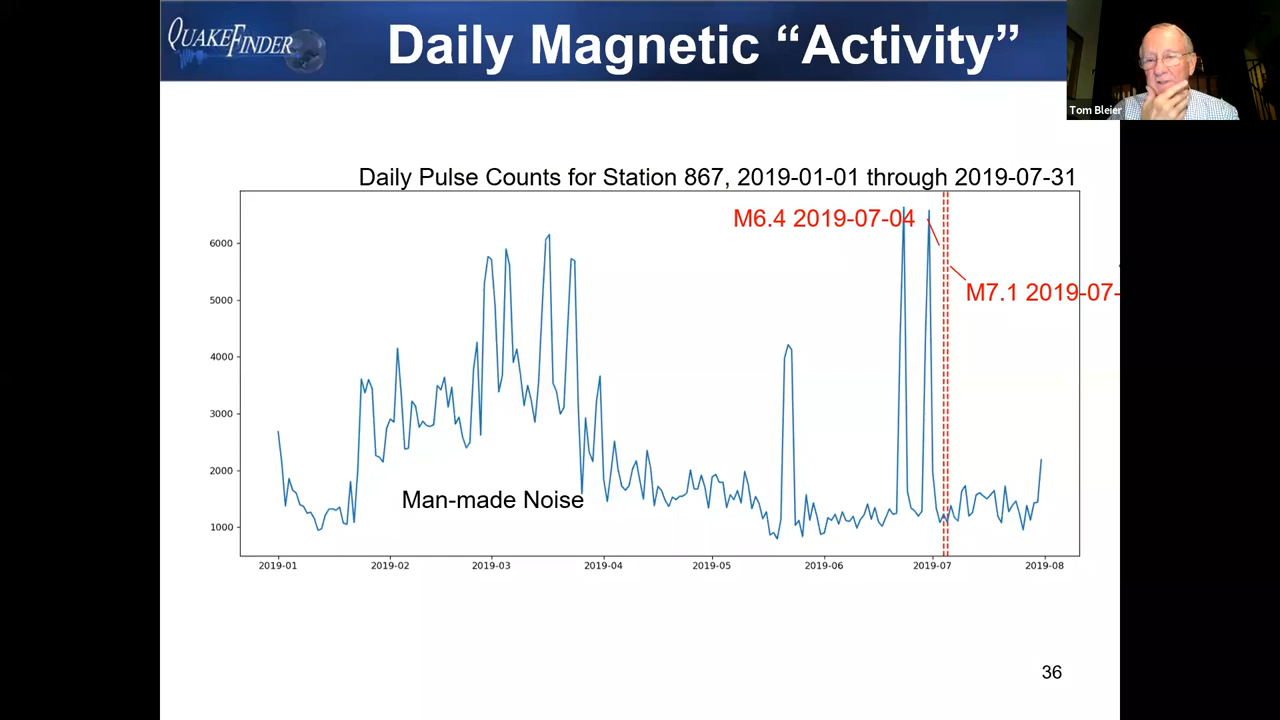 QUAKEFINDER
Daily Magnetic “Activity”
Tom Bleier
Daily Pulse Counts for Station 867, 2019-01-01 through 2019-07-31
M6.4 2019-07-04
M7.1 2019-07-
6000
5000
4000
3000
2000
1000
Man-made Noise
2019-01 2019-02 2019-03 2019-04 2019-05 2019-06 2019-07 2019-08
36